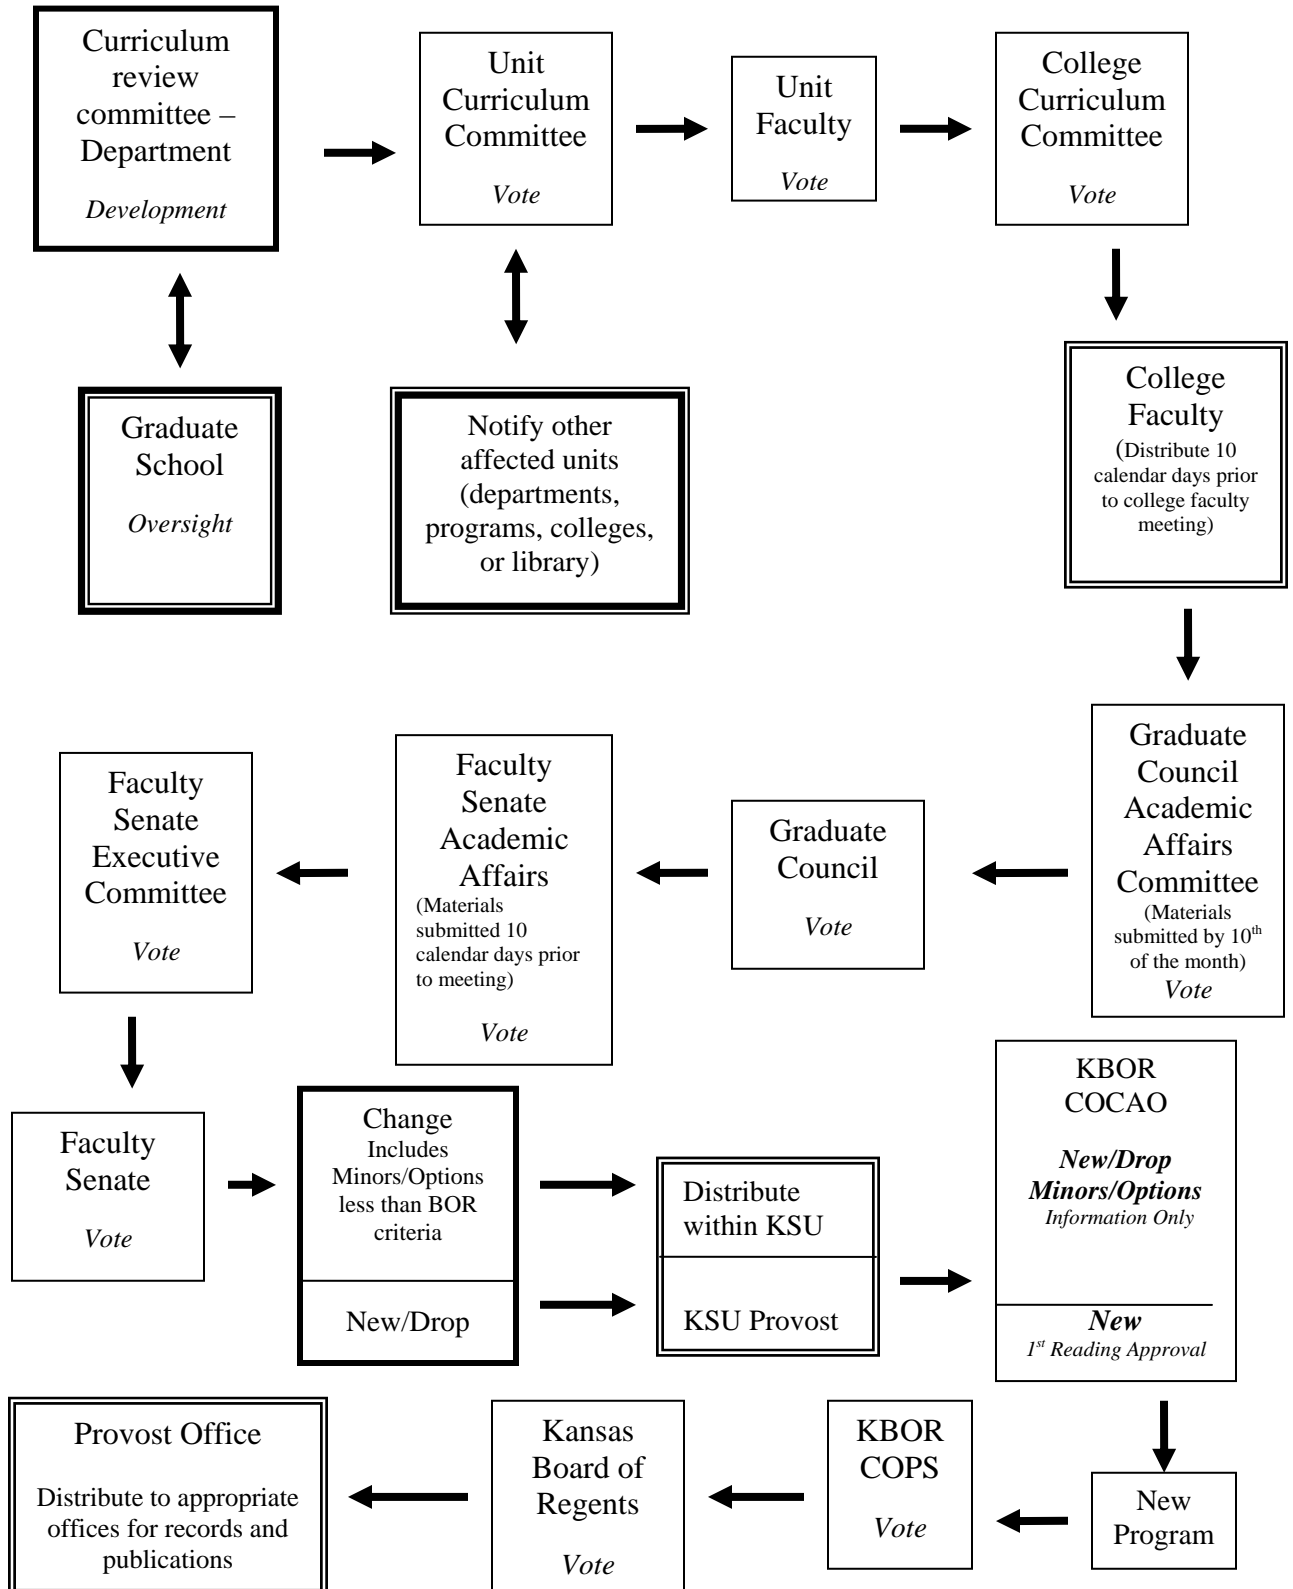 Curriculum
review
committee –
Department
Development
Unit
Curriculum
Committee
Vote
Unit
Faculty
Vote
College
Curriculum
Committee
Vote
Graduate
School
Oversight
Notify other
affected units
(departments,
programs, colleges,
or library)
College
Faculty
(Distribute 10
calendar days prior
to college faculty
meeting)
Graduate
Council
Academic
Affairs
Committee
(Materials
submitted by 10th
of the month)
Vote
Graduate
Council
Vote
Faculty
Senate
Academic
Affairs
(Materials
submitted 10
calendar days prior
to meeting)
Vote
Faculty
Senate
Executive
Committee
Vote
Faculty
Senate
Vote
Change
Includes
Minors/Options
less than BOR
criteria
New/Drop
Distribute
within KSU
KSU Provost
KBOR
COCAO
New/Drop
Minors/Options
Information Only
New
1st Reading Approval
New
Program
KBOR
COPS
Vote
Kansas
Board of
Regents
Vote
Provost Office
Distribute to appropriate
offices for records and
publications